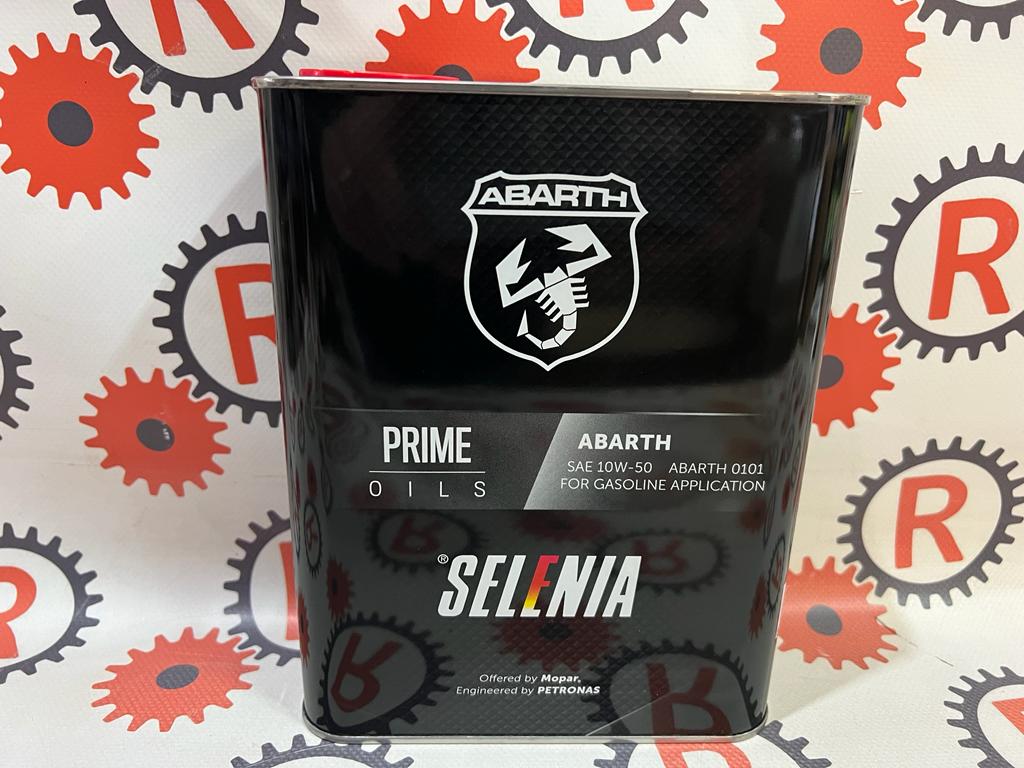 R
R
R
R
R
R
ABARTH
PRIME
OILS
ABARTH
SAE 10W-50 ABARTH 0101
FOR GASOLINE APPLICATION
®SELENIA
Offered by Mopar.
Engineered by PETRONAS